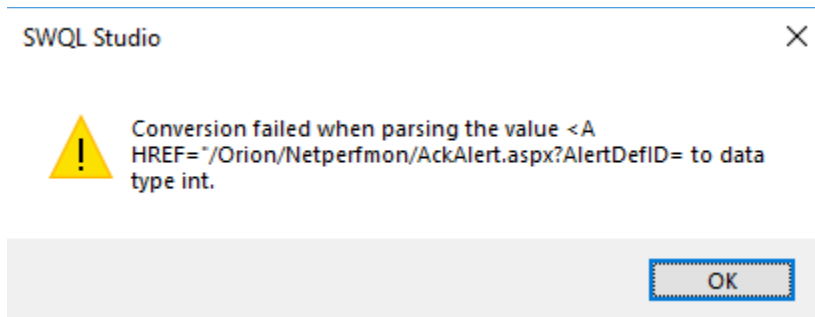 SWQL Studio
Conversion failed when parsing the value <A
HREF="/Orion/Netperfmon/AckAlert.aspx?AlertDefID= to data
type int.
OK